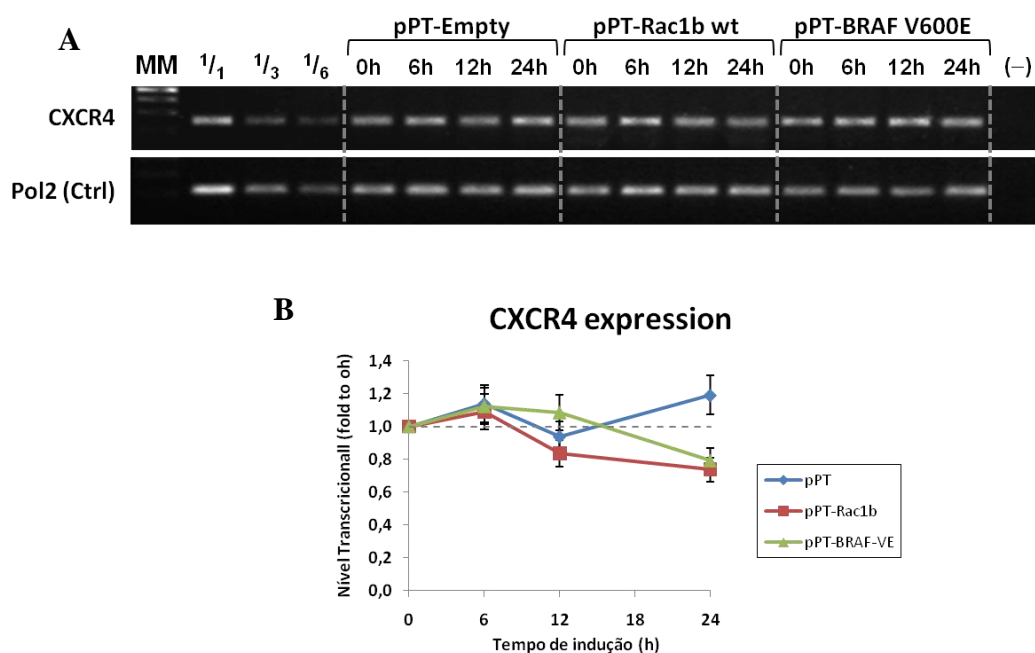 A
pPT-Empty pPT-Rac1b wt pPT-BRAF V600E
MM 1/1 1/3 1/6 0h 6h 12h 24h 0h 6h 12h 24h 0h 6h 12h 24h (–)
CXCR4
Pol2 (Ctrl)
B
CXCR4 expression
Nível Transcricionall (fold to oh)
1,4
1,2
1,0
0,8
0,6
0,4
0,2
0,0
0 6 12 18 24
Tempo de indução (h)
pPT
pPT-Rac1b
pPT-BRAF-VE